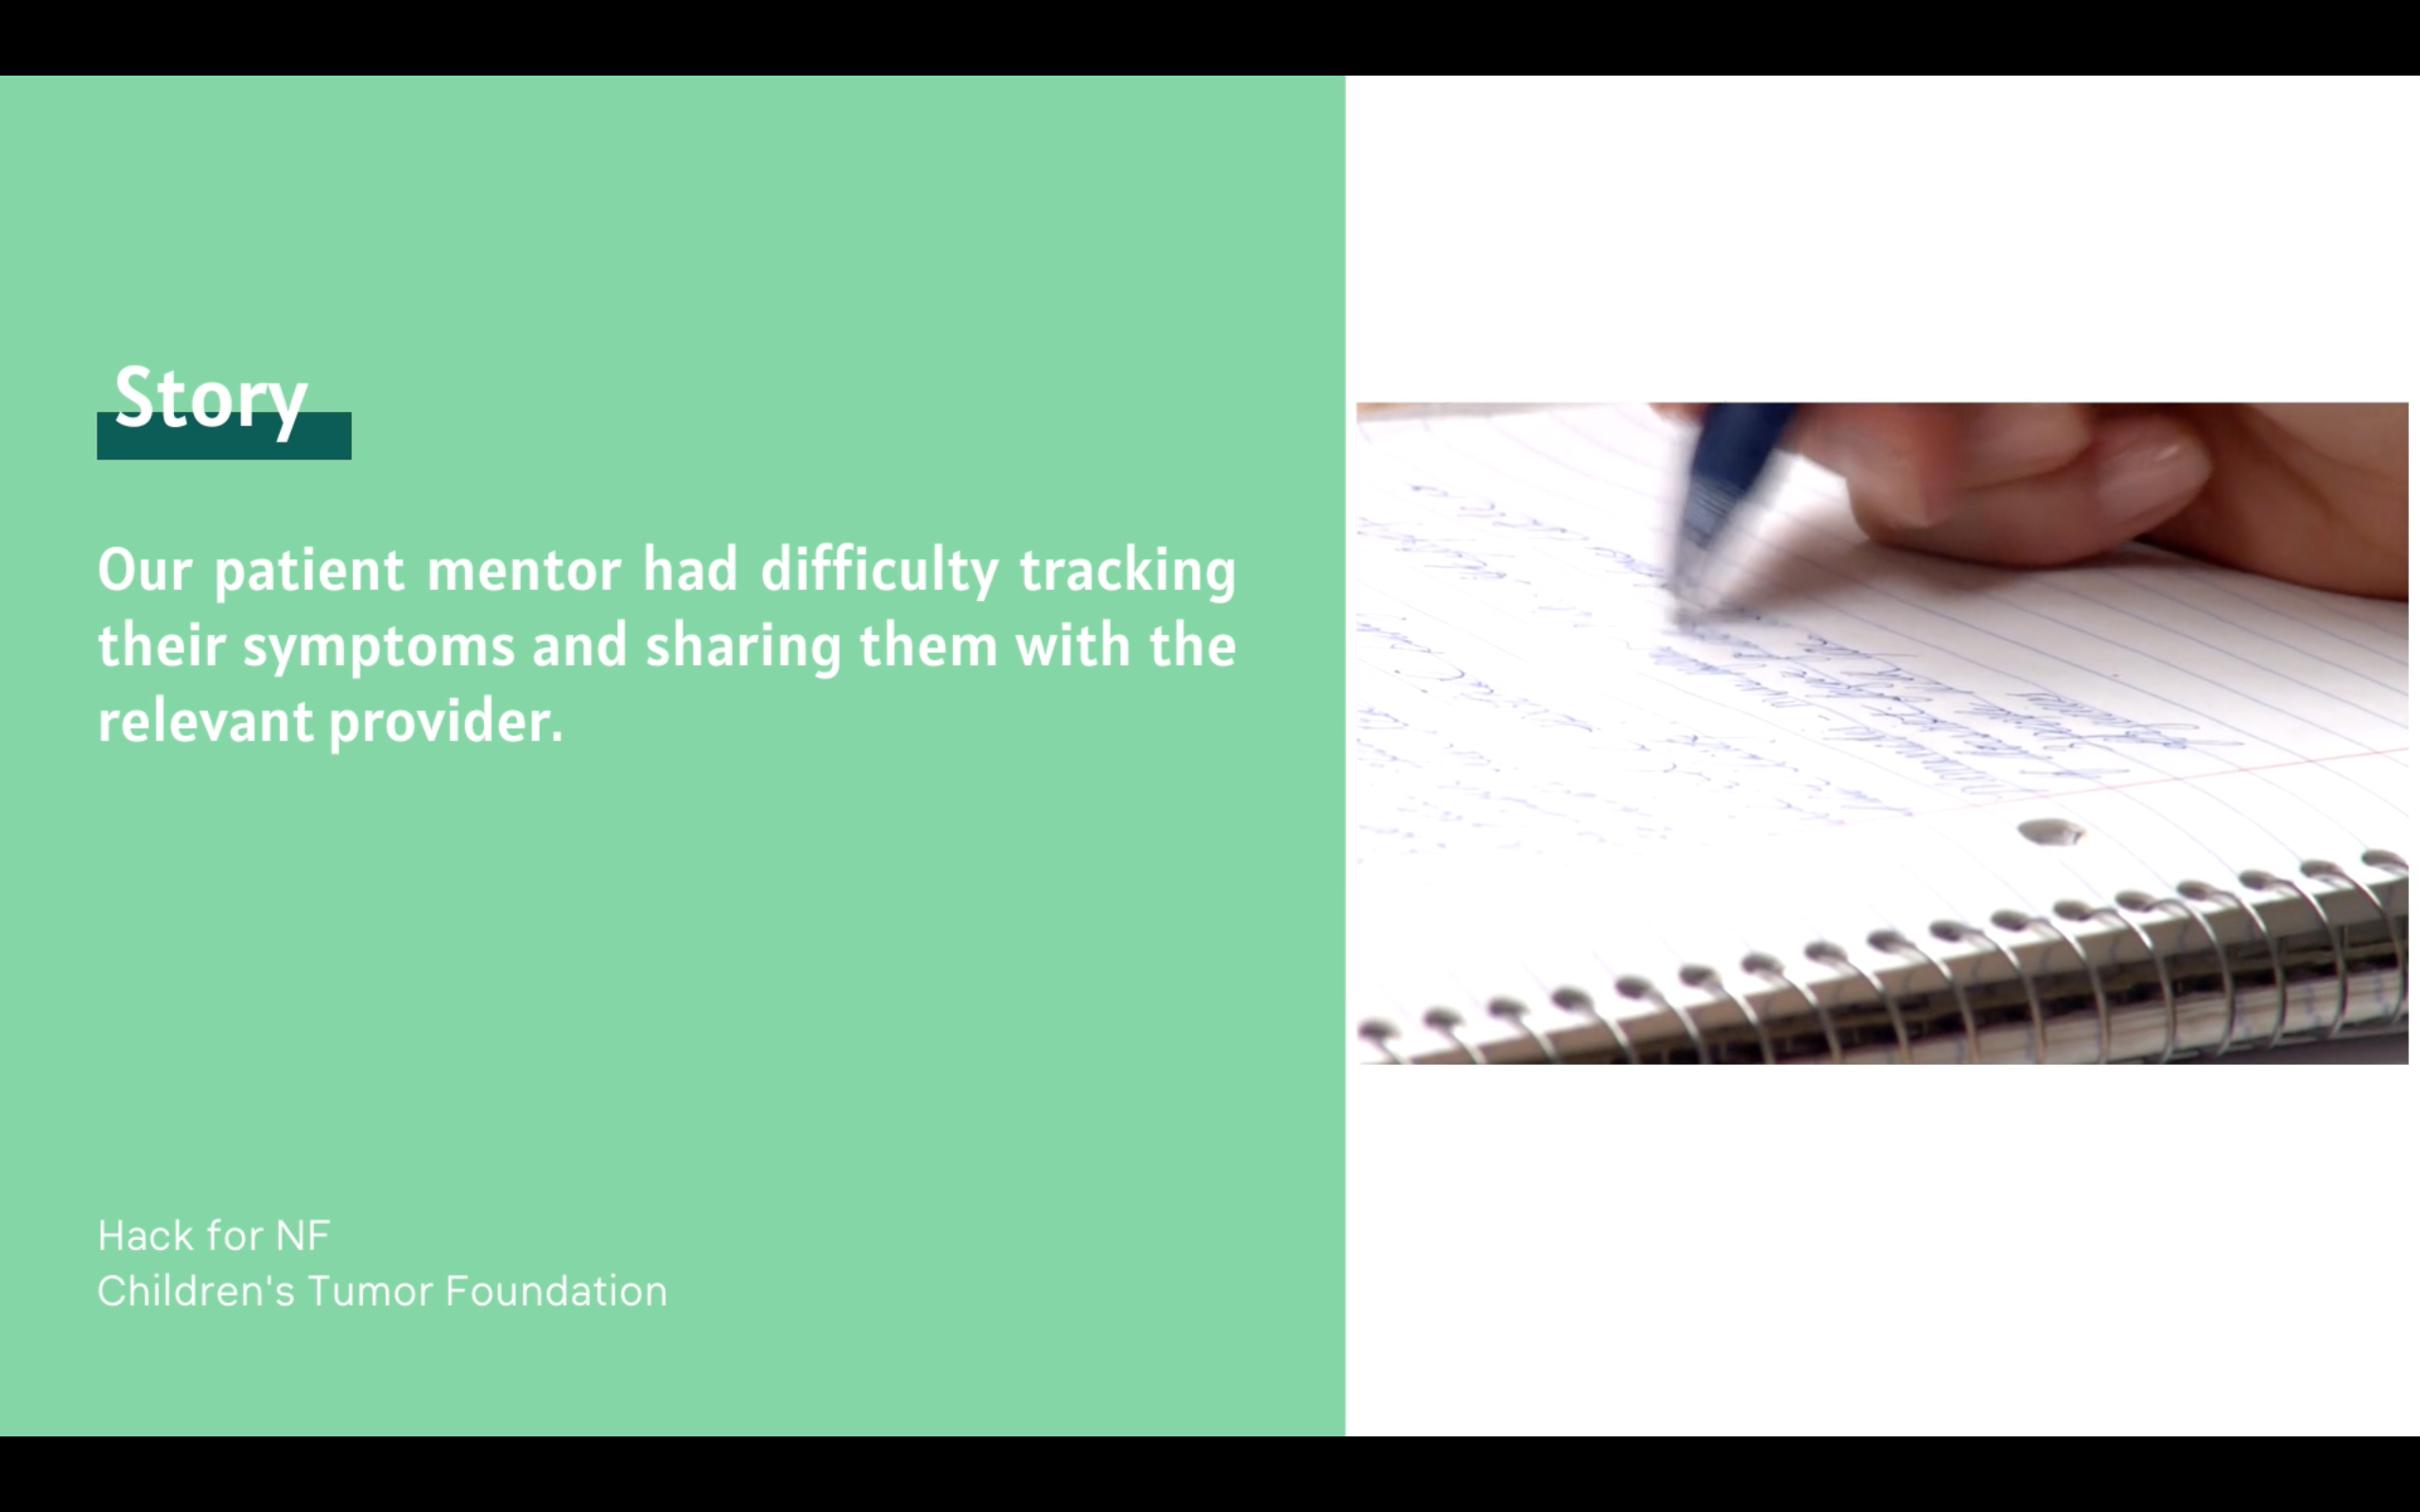 Story
Our patient mentor had difficulty tracking
their symptoms and sharing them with the
relevant provider.
Hack for NF
Children's Tumor Foundation